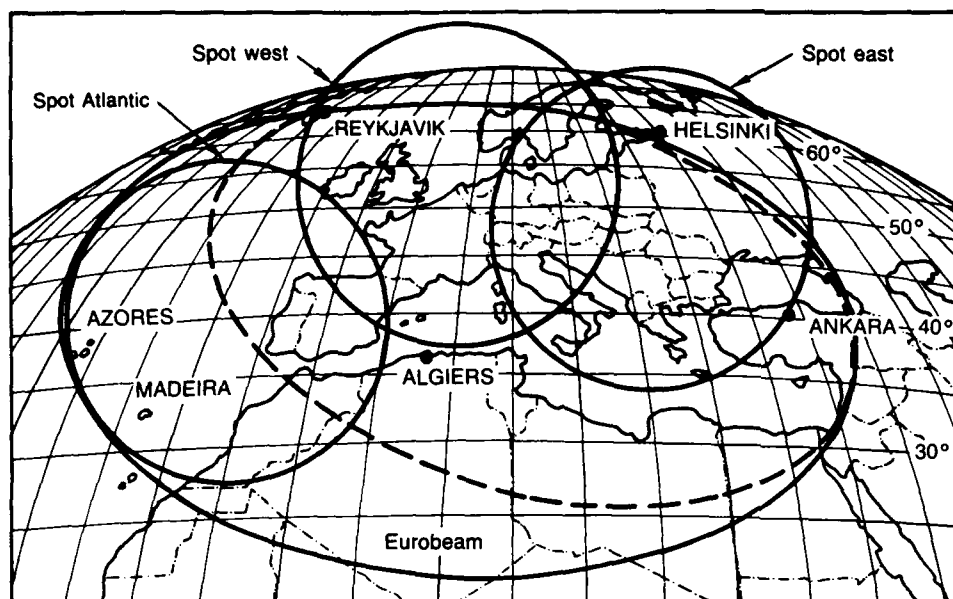 Spot west
Spot east
Spot Atlantic
REYKJAVIK
HELSINKI
60°
50°
AZORES
ANKARA
40°
MADEIRA
ALGIERS
30°
Eurobeam